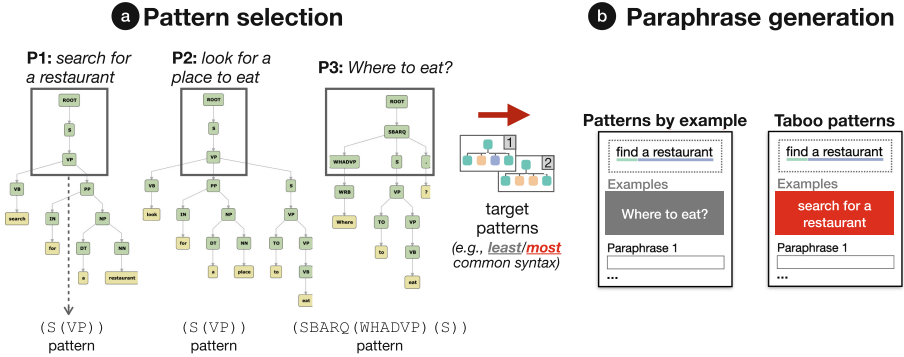 a Pattern selection
b Paraphrase generation
P1: search for
a restaurant
P2: look for a
place to eat
P3: Where to eat?
ROOT
S
VP
VB
PP
search
IN
NP
for
DT
NN
a
restaurant
ROOT
S
VP
VB
PP
S
look
IN
NP
VP
for
DT
NN
TO
VP
a
place
to
VB
eat
ROOT
SBARQ
WHADVP
S
.
WRB
VP
?
Where
TO
VP
to
VB
eat
(S(VP))
pattern
(S(VP))
pattern
(SBARQ(WHADVP)(S))
pattern
1
2
target
patterns
(e.g., least/most
common syntax)
Patterns by example
find a restaurant
Examples
Where to eat?
Paraphrase 1
...
Taboo patterns
find a restaurant
Examples
search for a
restaurant
Paraphrase 1
...